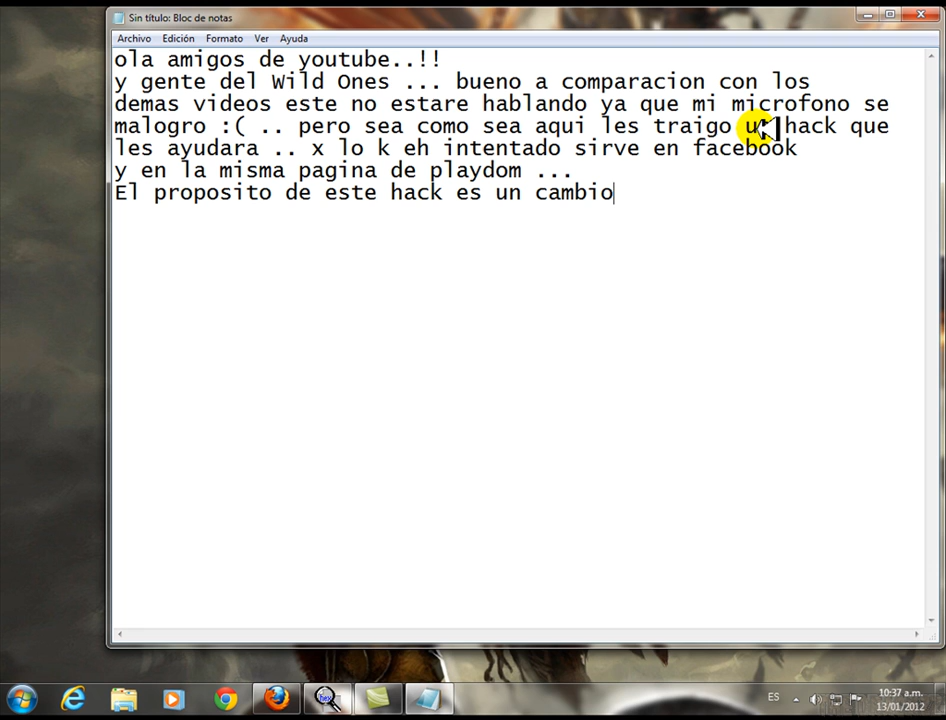 Sin título: Bloc de notas
Archivo Edición Formato Ver Ayuda
ola amigos de youtube..!!
y gente del Wild Ones ... bueno a comparacion con los
demas videos este no estare hablando ya que mi microfono se
malogro :( .. pero sea como sea aqui les traigo un hack que
les ayudara .. x lo k eh intentado sirve en facebook
y en la misma pagina de playdom ...
El proposito de este hack es un cambio
ES
10:37 a.m.
13/01/2012